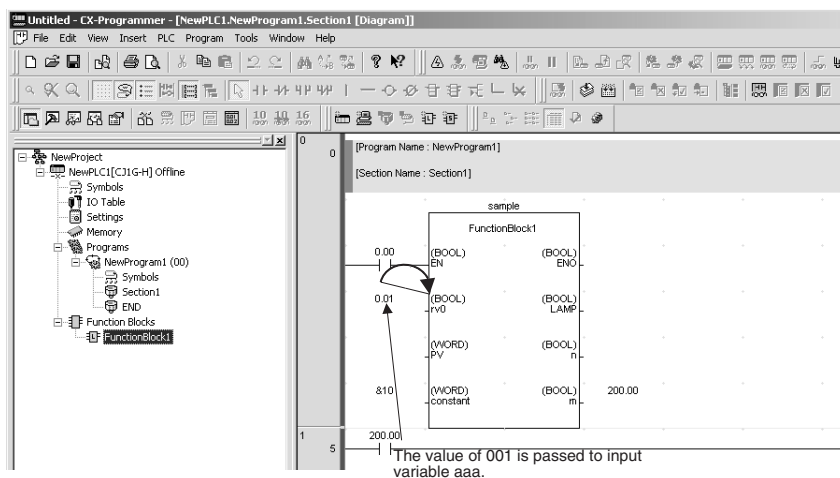 Untitled - CX-Programmer - [NewPLC1.NewProgram1.Section1 [Diagram]]
File Edit View Insert PLC Program Tools Window Help
10 10 16
NewProject
NewPLC1[CJ1G-H] Offline
Symbols
IO Table
Settings
Memory
Programs
NewProgram1 (00)
Symbols
Section1
END
Function Blocks
FunctionBlock1
0
0
[Program Name : NewProgram1]
[Section Name : Section1]
sample
FunctionBlock1
0.00
(BOOL)
EN
(BOOL)
ENO
0.01
(BOOL)
rv0
(BOOL)
LAMP
(WORD)
PV
(BOOL)
n
&10
(WORD)
constant
(BOOL)
m
200.00
1
5
200.00
The value of 001 is passed to input
variable aaa.